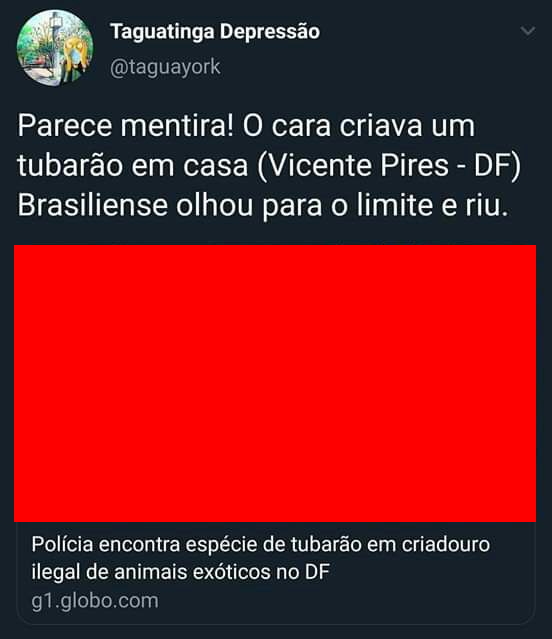 Taguatinga Depressão
@taguayork
Parece mentira! O cara criava um
tubarão em casa (Vicente Pires - DF)
Brasiliense olhou para o limite e riu.
Polícia encontra espécie de tubarão em criadouro
ilegal de animais exóticos no DF
g1.globo.com